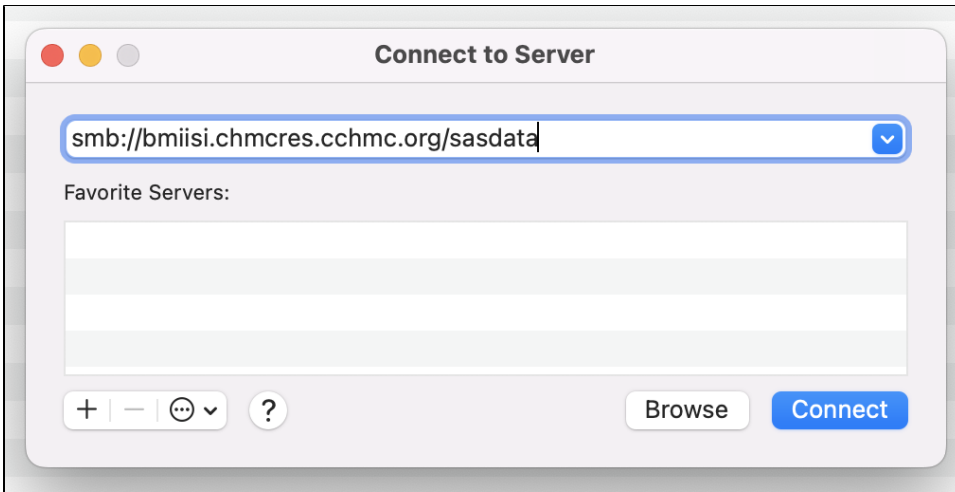 Connect to Server
smb://bmiisi.chmcres.cchmc.org/sasdata
Favorite Servers:
?
Browse
Connect